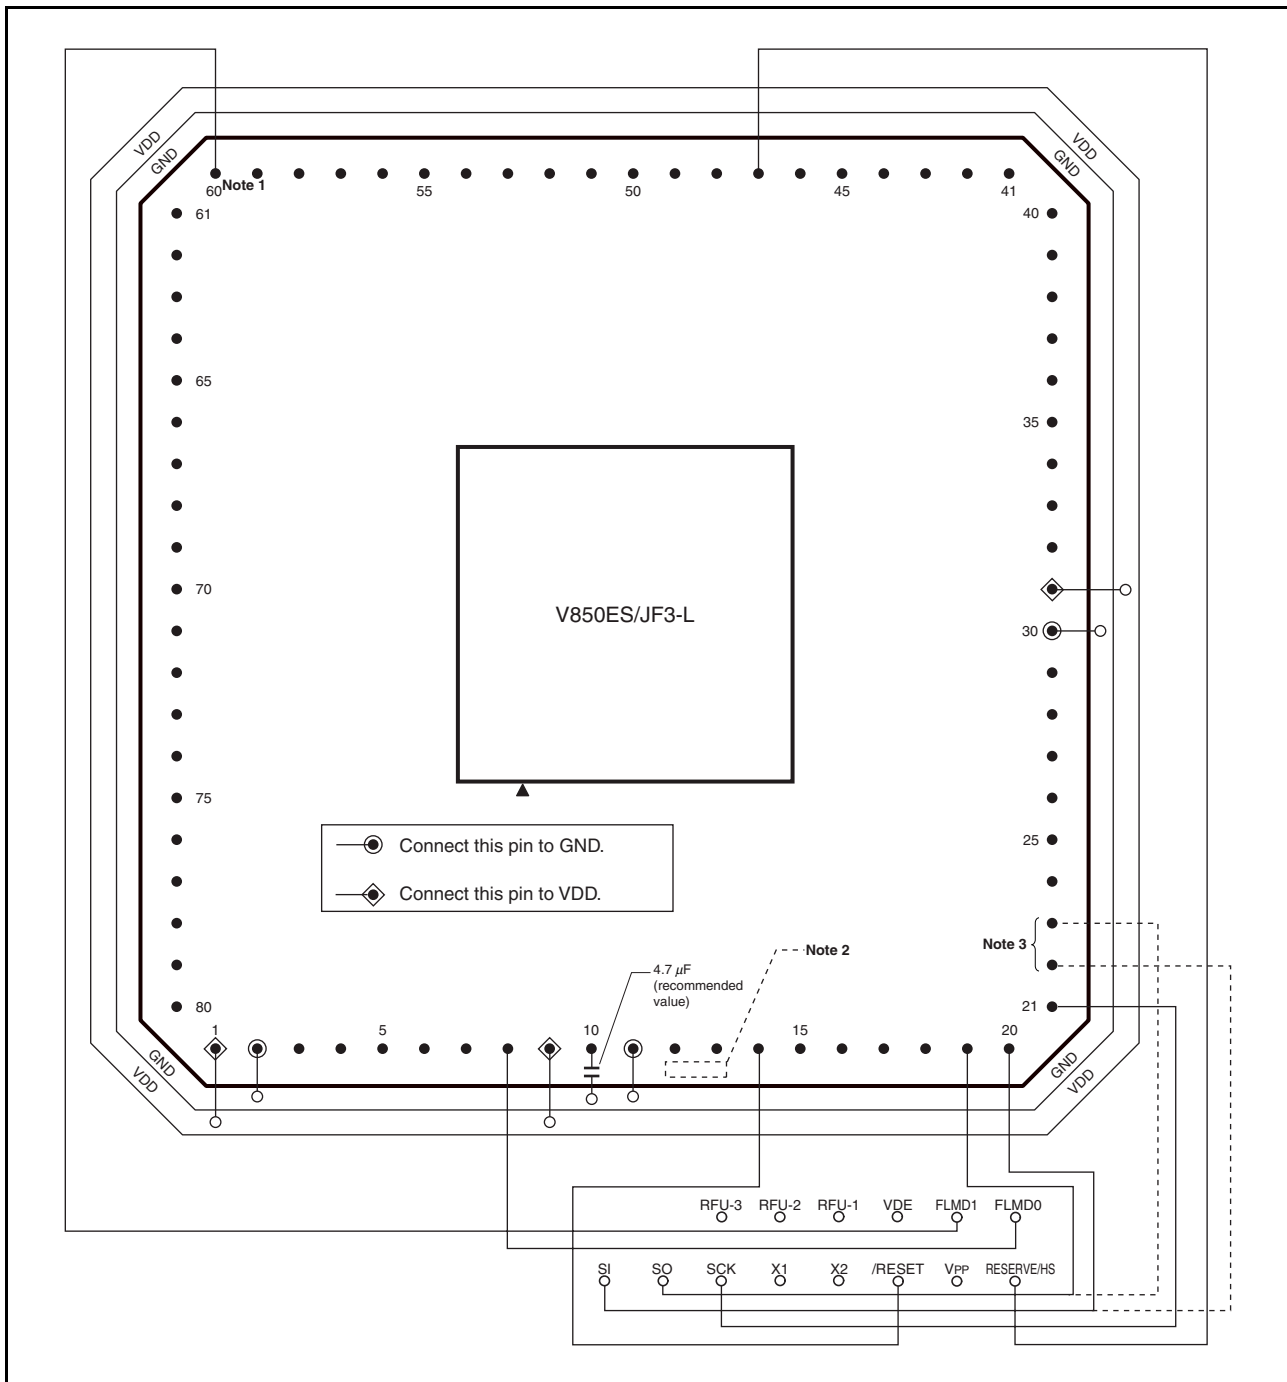 VDD
GND
VDD
GND
60 Note 1
55
50
45
41
61
40
65
35
70
30
V850ES/JF3-L
75
25
Connect this pin to GND.
Connect this pin to VDD.
Note 2
Note 3
4.7 μF
(recommended
value)
80
21
1
5
10
15
20
GND
VDD
GND
VDD
RFU-3 RFU-2 RFU-1 VDE FLMD1 FLMD0
SI SO SCK X1 X2 /RESET VPP RESERVE/HS